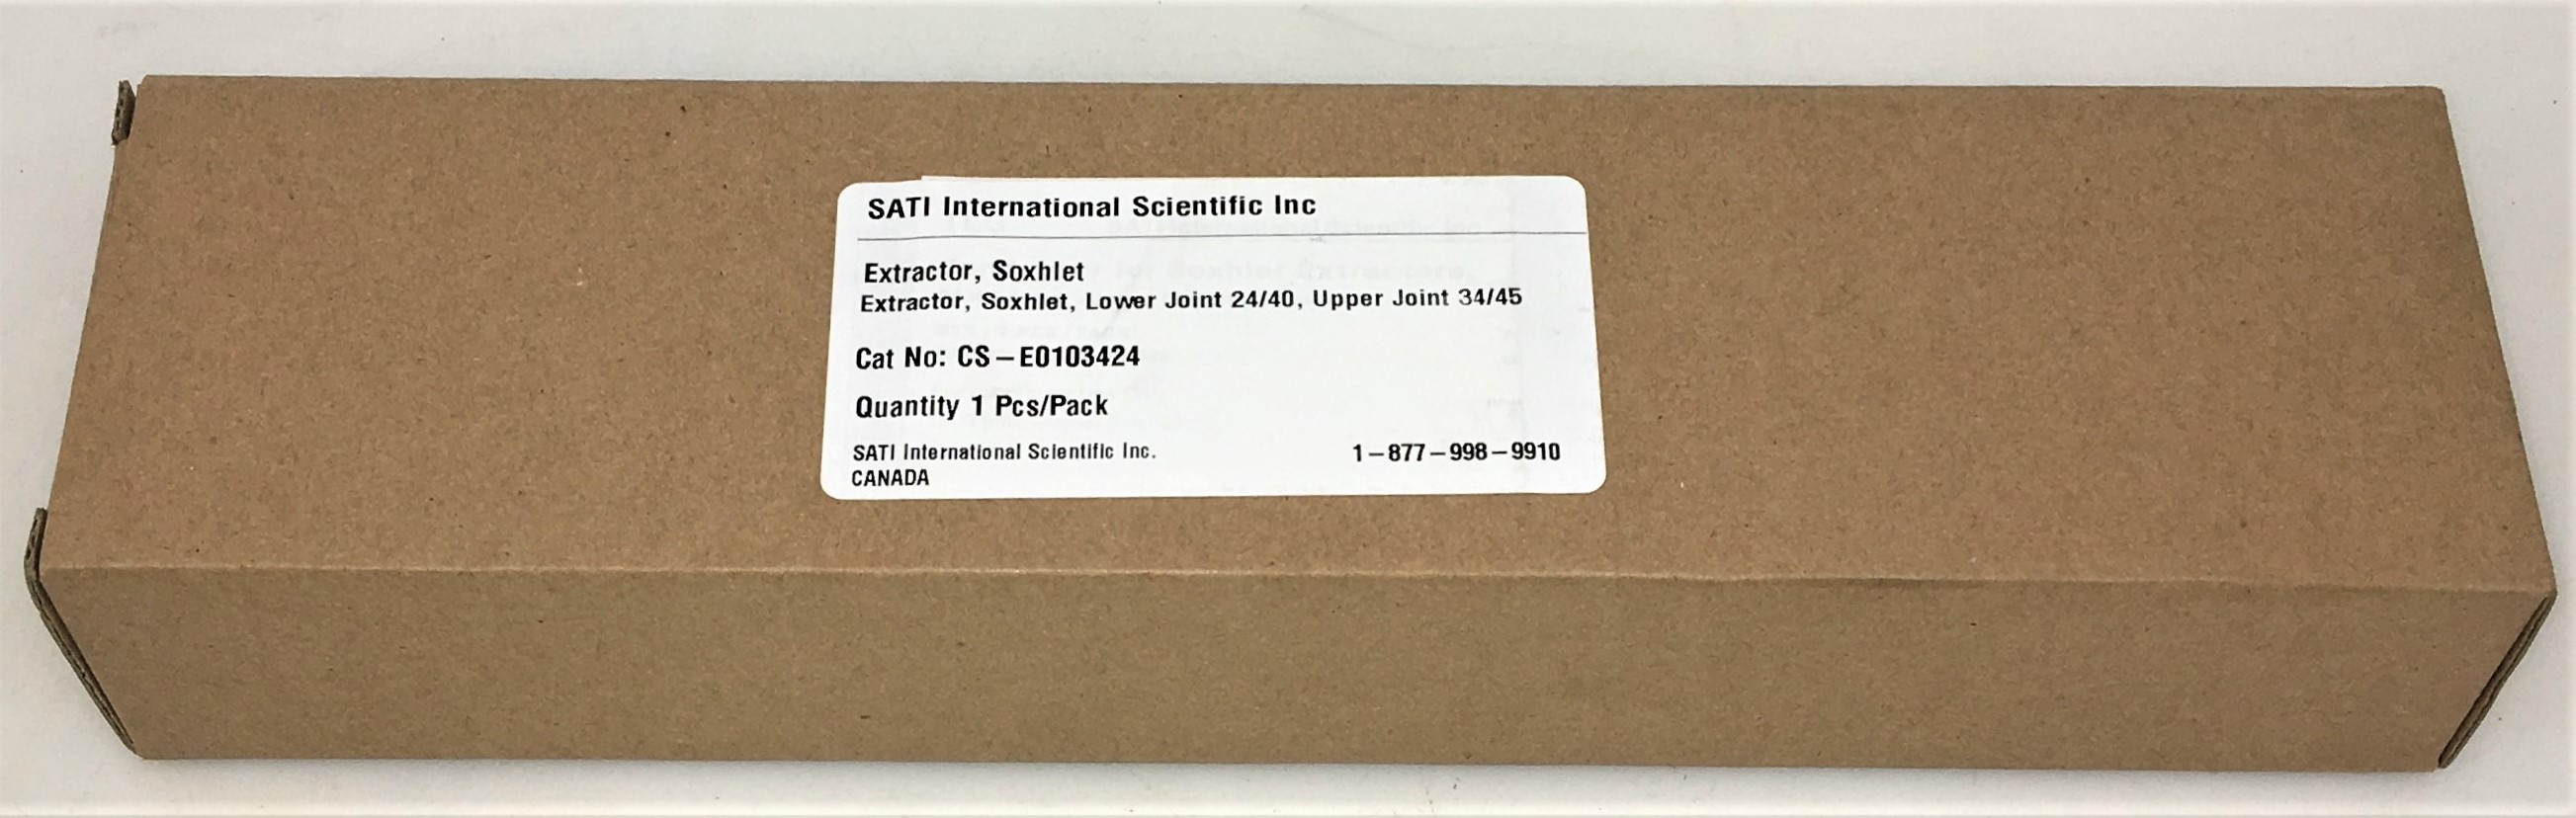 SATI International Scientific Inc
Extractor, Soxhlet
Extractor, Soxhlet, Lower Joint 24/40, Upper Joint 34/45
Cat No: CS–E0103424
Quantity 1 Pcs/Pack
SATI International Scientific Inc. 1–877–998–9910
CANADA